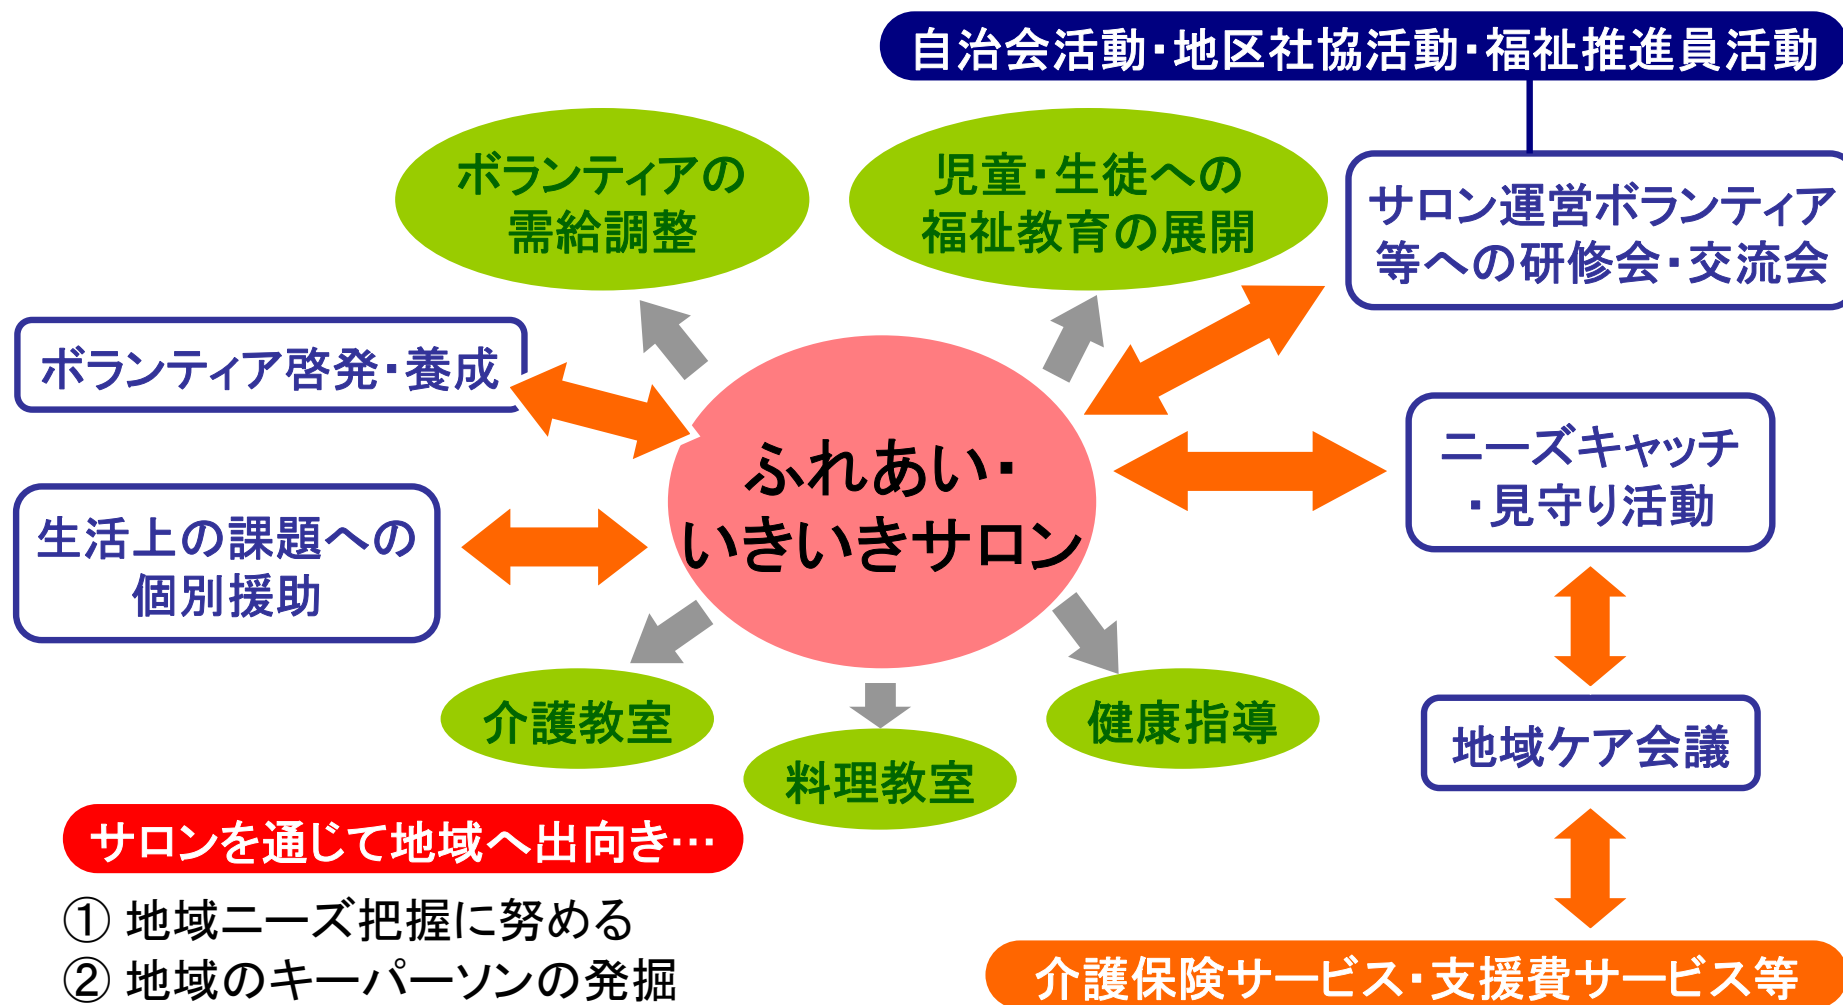 自治会活動・地区社協活動・福祉推進員活動
ボランティアの
需給調整
児童・生徒への
福祉教育の展開
サロン運営ボランティア
等への研修会・交流会
ボランティア啓発・養成
ふれあい・
いきいきサロン
ニーズキャッチ
・見守り活動
生活上の課題への
個別援助
介護教室
料理教室
健康指導
地域ケア会議
サロンを通じて地域へ出向き…
① 地域ニーズ把握に努める
② 地域のキーパーソンの発掘
介護保険サービス・支援費サービス等